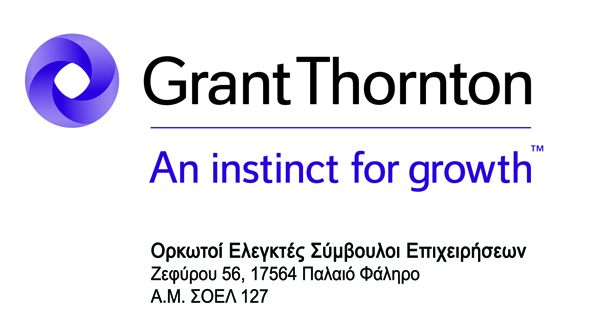 Grant Thornton
An instinct for growth™
Ορκωτοί Ελεγκτές Σύμβουλοι Επιχειρήσεων
Ζεφύρου 56, 17564 Παλαιό Φάληρο
Α.Μ. ΣΟΕΛ 127